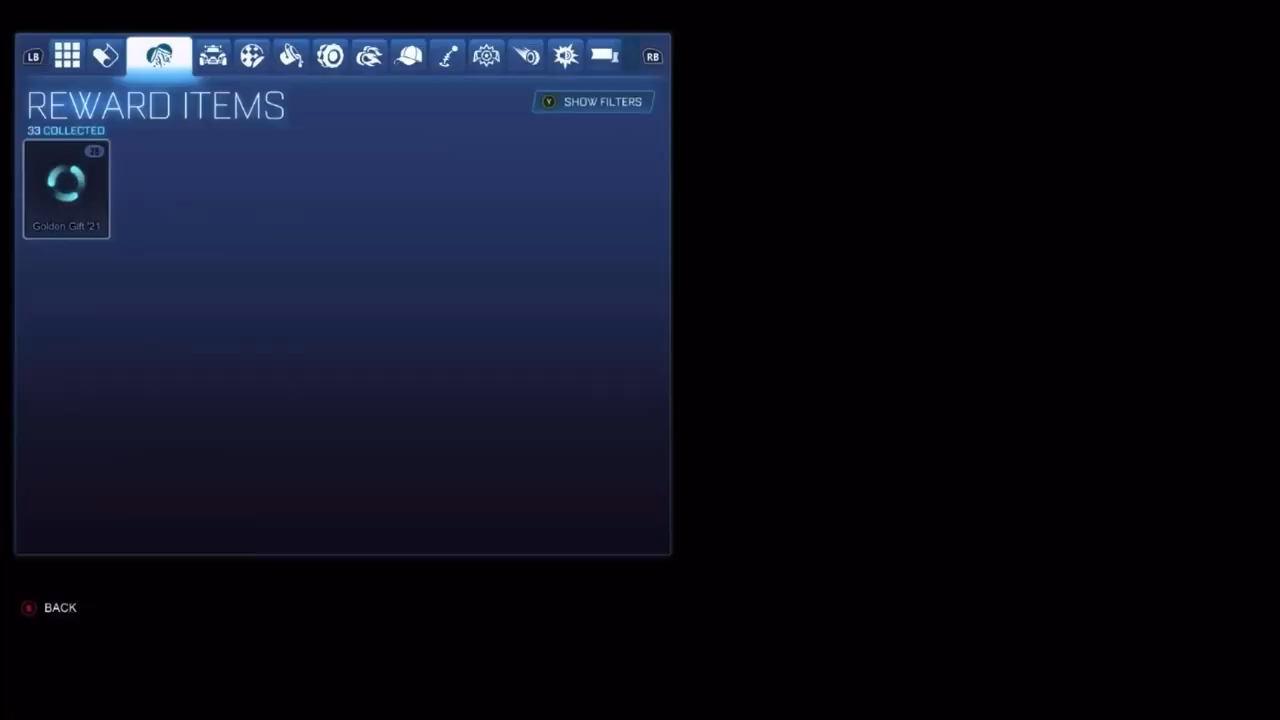 LB
RB
REWARD ITEMS
Y SHOW FILTERS
33 COLLECTED
Golden Gift '21
B BACK